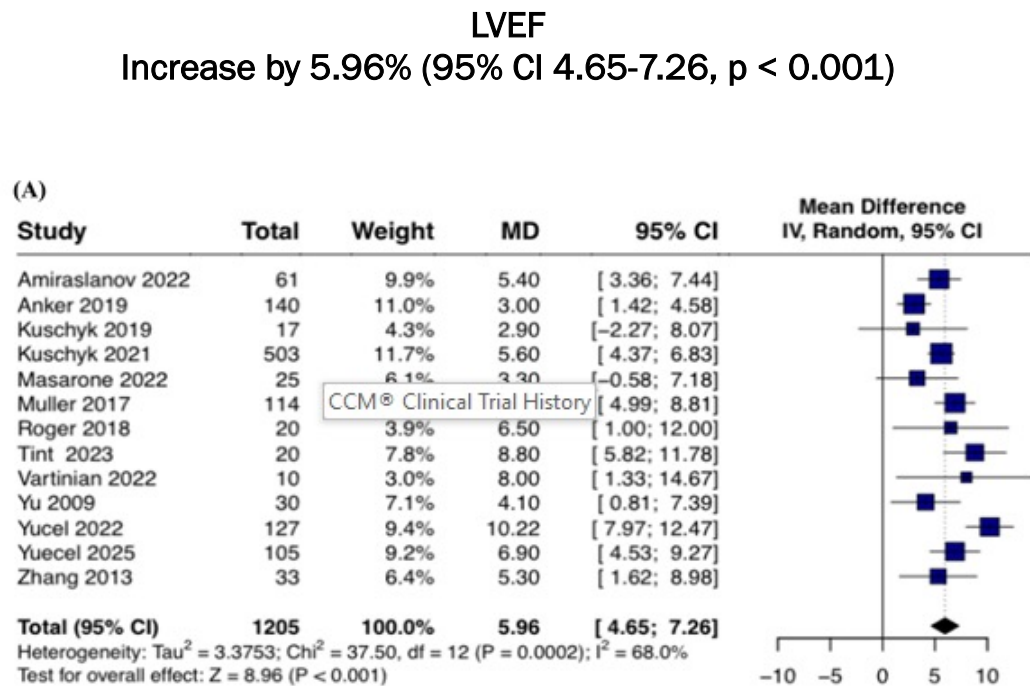 LVEF
Increase by 5.96% (95% CI 4.65-7.26, p < 0.001)
(A)
Mean Difference
Study Total Weight MD 95% CI IV, Random, 95% CI
Amiraslanov 2022 61 9.9% 5.40 [ 3.36; 7.44]
Anker 2019 140 11.0% 3.00 [ 1.42; 4.58]
Kuschyk 2019 17 4.3% 2.90 [−2.27; 8.07]
Kuschyk 2021 503 11.7% 5.60 [ 4.37; 6.83]
Masarone 2022 25 6.1% 3.30 [−0.58; 7.18]
Muller 2017 114 CCM® Clinical Trial History [ 4.99; 8.81]
Roger 2018 20 3.9% 6.50 [ 1.00; 12.00]
Tint 2023 20 7.8% 8.80 [ 5.82; 11.78]
Vartinian 2022 10 3.0% 8.00 [ 1.33; 14.67]
Yu 2009 30 7.1% 4.10 [ 0.81; 7.39]
Yucel 2022 127 9.4% 10.22 [ 7.97; 12.47]
Yuecel 2025 105 9.2% 6.90 [ 4.53; 9.27]
Zhang 2013 33 6.4% 5.30 [ 1.62; 8.98]
Total (95% CI) 1205 100.0% 5.96 [ 4.65; 7.26]
Heterogeneity: Tau² = 3.3753; Chi² = 37.50, df = 12 (P = 0.0002); I² = 68.0%
Test for overall effect: Z = 8.96 (P < 0.001)
−10 −5 0 5 10